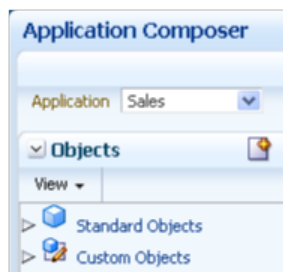 Application Composer
Application Sales
Objects
View
Standard Objects
Custom Objects